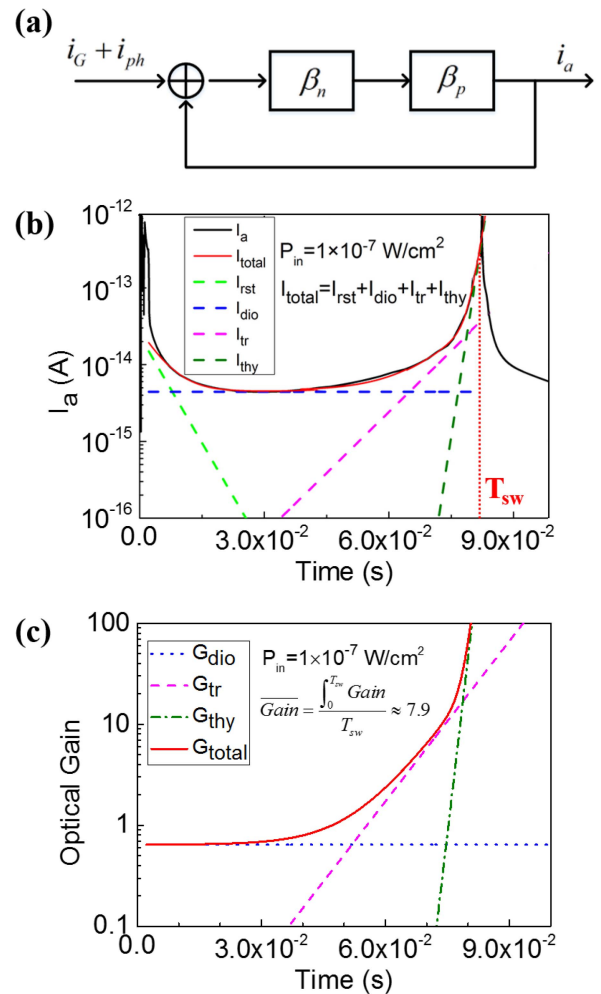 (a)
i_G + i_ph
β_n
β_p
i_a
(b)
10^-12
10^-13
10^-14
10^-15
10^-16
I_a (A)
I_a
I_total
I_rst
I_dio
I_tr
I_thy
P_in=1×10^-7 W/cm^2
I_total=I_rst+I_dio+I_tr+I_thy
T_sw
0.0 3.0x10^-2 6.0x10^-2 9.0x10^-2
Time (s)
(c)
100
10
1
0.1
Optical Gain
G_dio
G_tr
G_thy
G_total
P_in=1×10^-7 W/cm^2
Gain = ∫_0^T_sw Gain / T_sw ≈ 7.9
0.0 3.0x10^-2 6.0x10^-2 9.0x10^-2
Time (s)